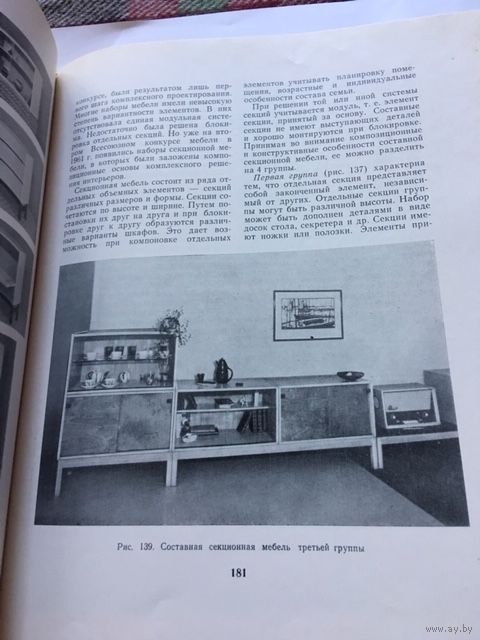 конкурсе, были результатом лишь пер-
вого шага комплексного проектирования.
Многие наборы мебели имели невысокую
степень вариантности элементов. В них
отсутствовала единая модульная систе-
ма. Недостаточно была решена блоки-
ровка отдельных секций. Но уже на вто-
ром Всесоюзном конкурсе мебели в
1961 г. появились наборы секционной ме-
бели, в которых были заложены компо-
зиционные основы комплексного реше-
ния интерьеров.
Секционная мебель состоит из ряда от-
дельных объемных элементов — секций
различных размеров и формы. Секции со-
четаются по высоте и ширине. Путем по-
становки их друг на друга и при блоки-
ровке друг к другу образуются различ-
ные варианты шкафов. Это дает воз-
можность при компоновке отдельных
элементов учитывать планировку поме-
щения, возрастные и индивидуальные
особенности состава семьи.
При решении той или иной системы
секций учитывается модуль, т. е. элемент
секции, принятый за основу. Составные
секции не имеют выступающих деталей
и хорошо монтируются при блокировке.
Принимая во внимание композиционные
и конструктивные особенности составной
секционной мебели, ее можно разделить
на 4 группы.
Первая группа (рис. 137) характерна
тем, что отдельная секция представляет
собой законченный элемент, независи-
мый от других. Отдельные секции груп-
пы могут быть различной высоты. Набор
может быть дополнен деталями в виде
досок стола, секретера и др. Секции име-
ют ножки или полозки. Элементы при-
Рис. 139. Составная секционная мебель третьей группы
181
www.ay.by